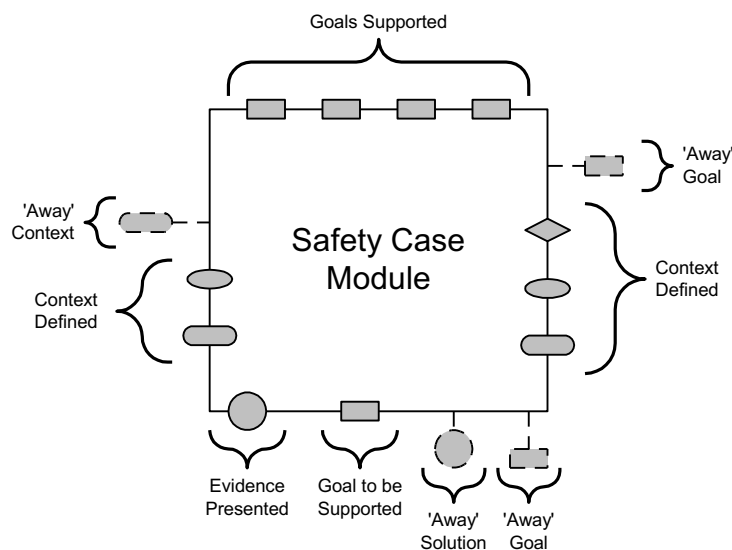 Goals Supported
'Away'
Goal
'Away'
Context
Safety Case
Module
Context
Defined
Context
Defined
Evidence
Presented
Goal to be
Supported
'Away'
Solution
'Away'
Goal